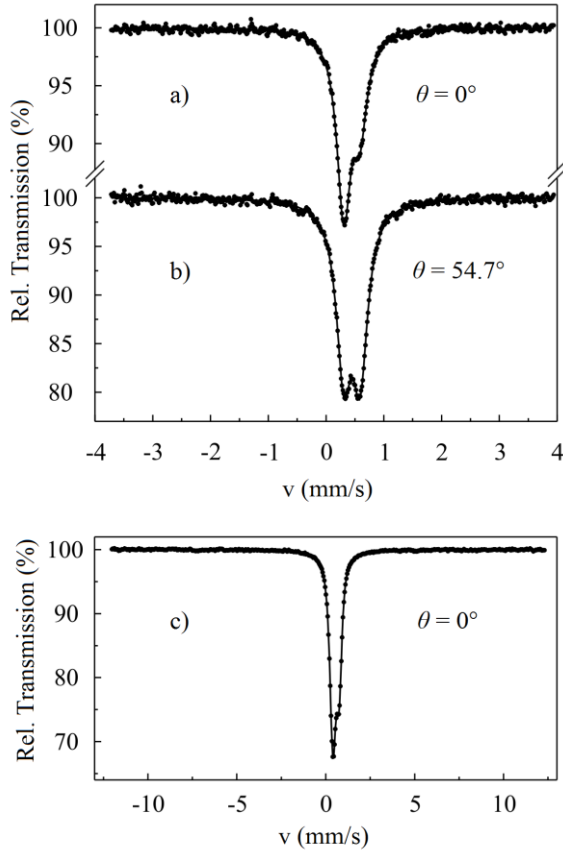 100
a)
θ = 0°
95
90
Rel. Transmission (%)
100
95
b)
θ = 54.7°
90
85
80
-4 -3 -2 -1 0 1 2 3 4
v (mm/s)
100
Rel. Transmission (%)
90
c)
θ = 0°
80
70
-10 -5 0 5 10
v (mm/s)